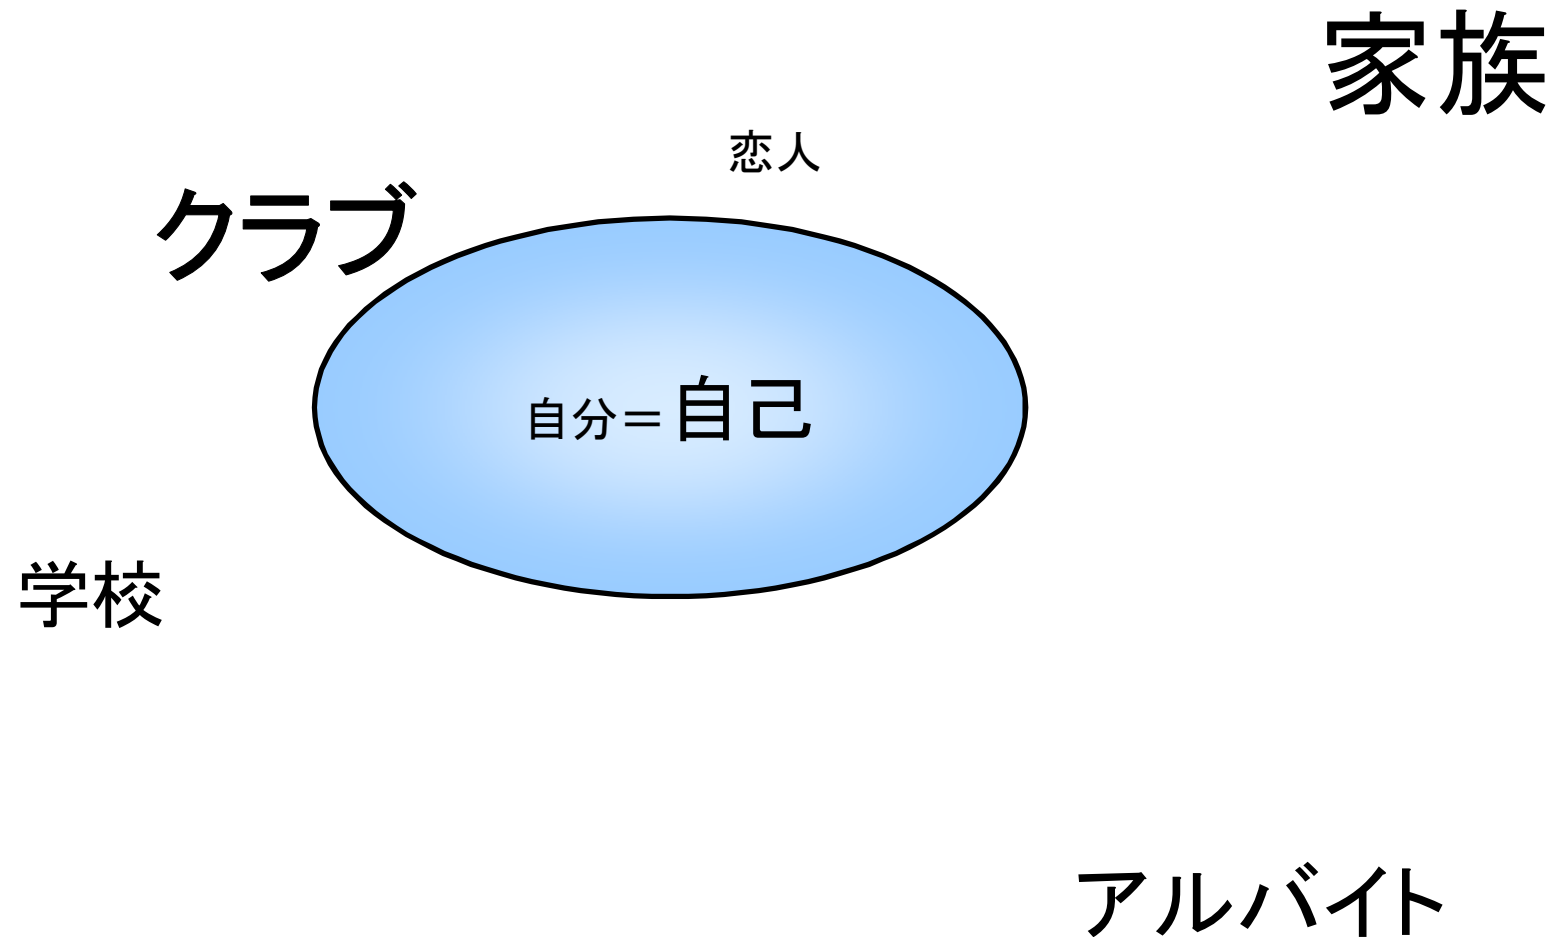 家族
恋人
クラブ
自分＝自己
学校
アルバイト